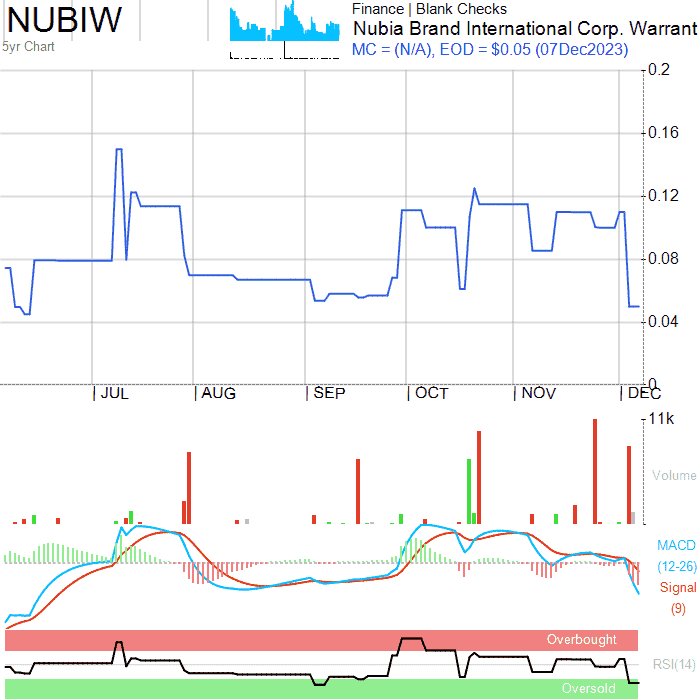 NUBIW
5yr Chart
Finance | Blank Checks
Nubia Brand International Corp. Warrant
MC = (N/A), EOD = $0.05 (07Dec2023)
0.2
0.16
0.12
0.08
0.04
0
JUL AUG SEP OCT NOV DEC
11k
Volume
MACD
(12-26)
Signal
(9)
Overbought
RSI(14)
Oversold